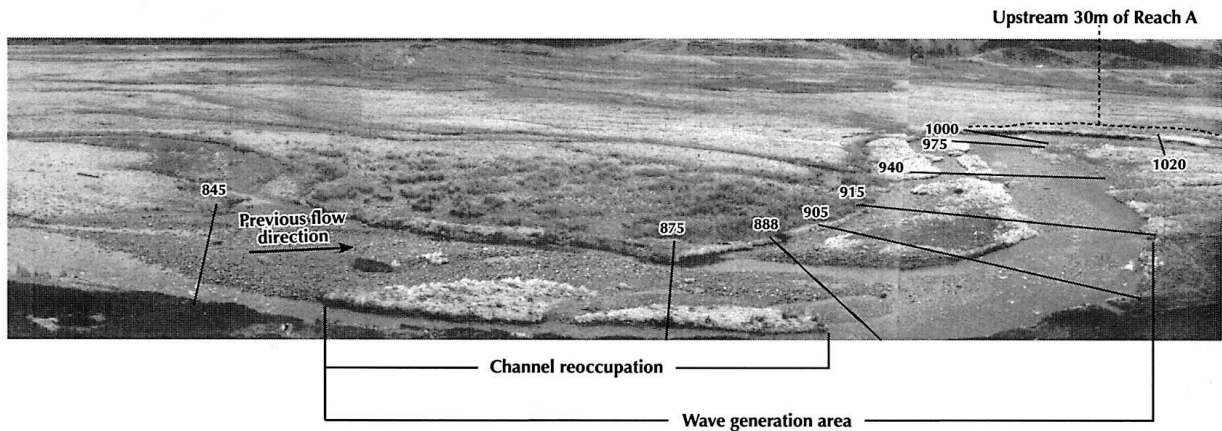 Upstream 30m of Reach A
1000
975
1020
940
845
915
Previous flow
direction
905
875
888
Channel reoccupation
Wave generation area